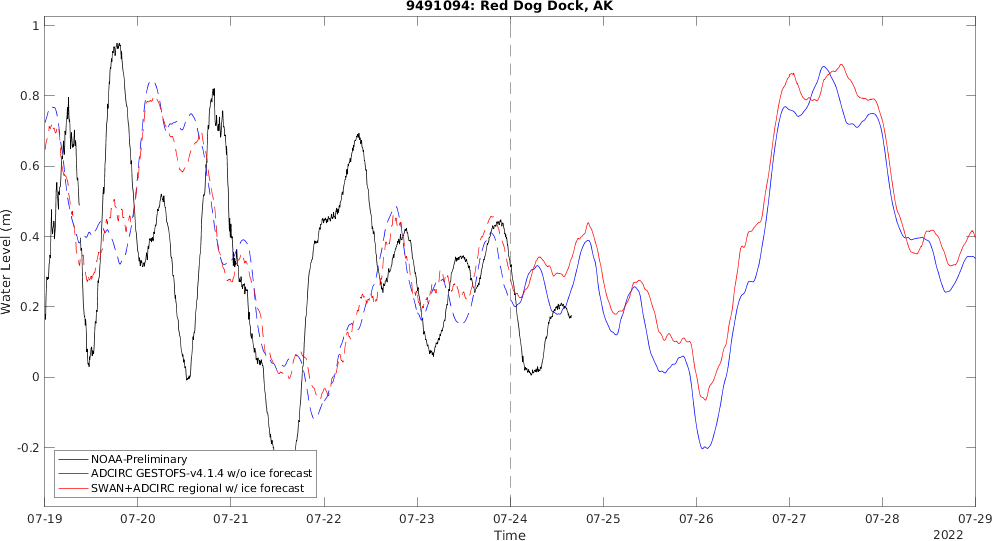 9491094: Red Dog Dock, AK
1
0.8
0.6
0.4
0.2
0
-0.2
Water Level (m)
NOAA-Preliminary
ADCIRC GESTOFS-v4.1.4 w/o ice forecast
SWAN+ADCIRC regional w/ ice forecast
07-19 07-20 07-21 07-22 07-23 07-24 07-25 07-26 07-27 07-28 07-29
Time
2022